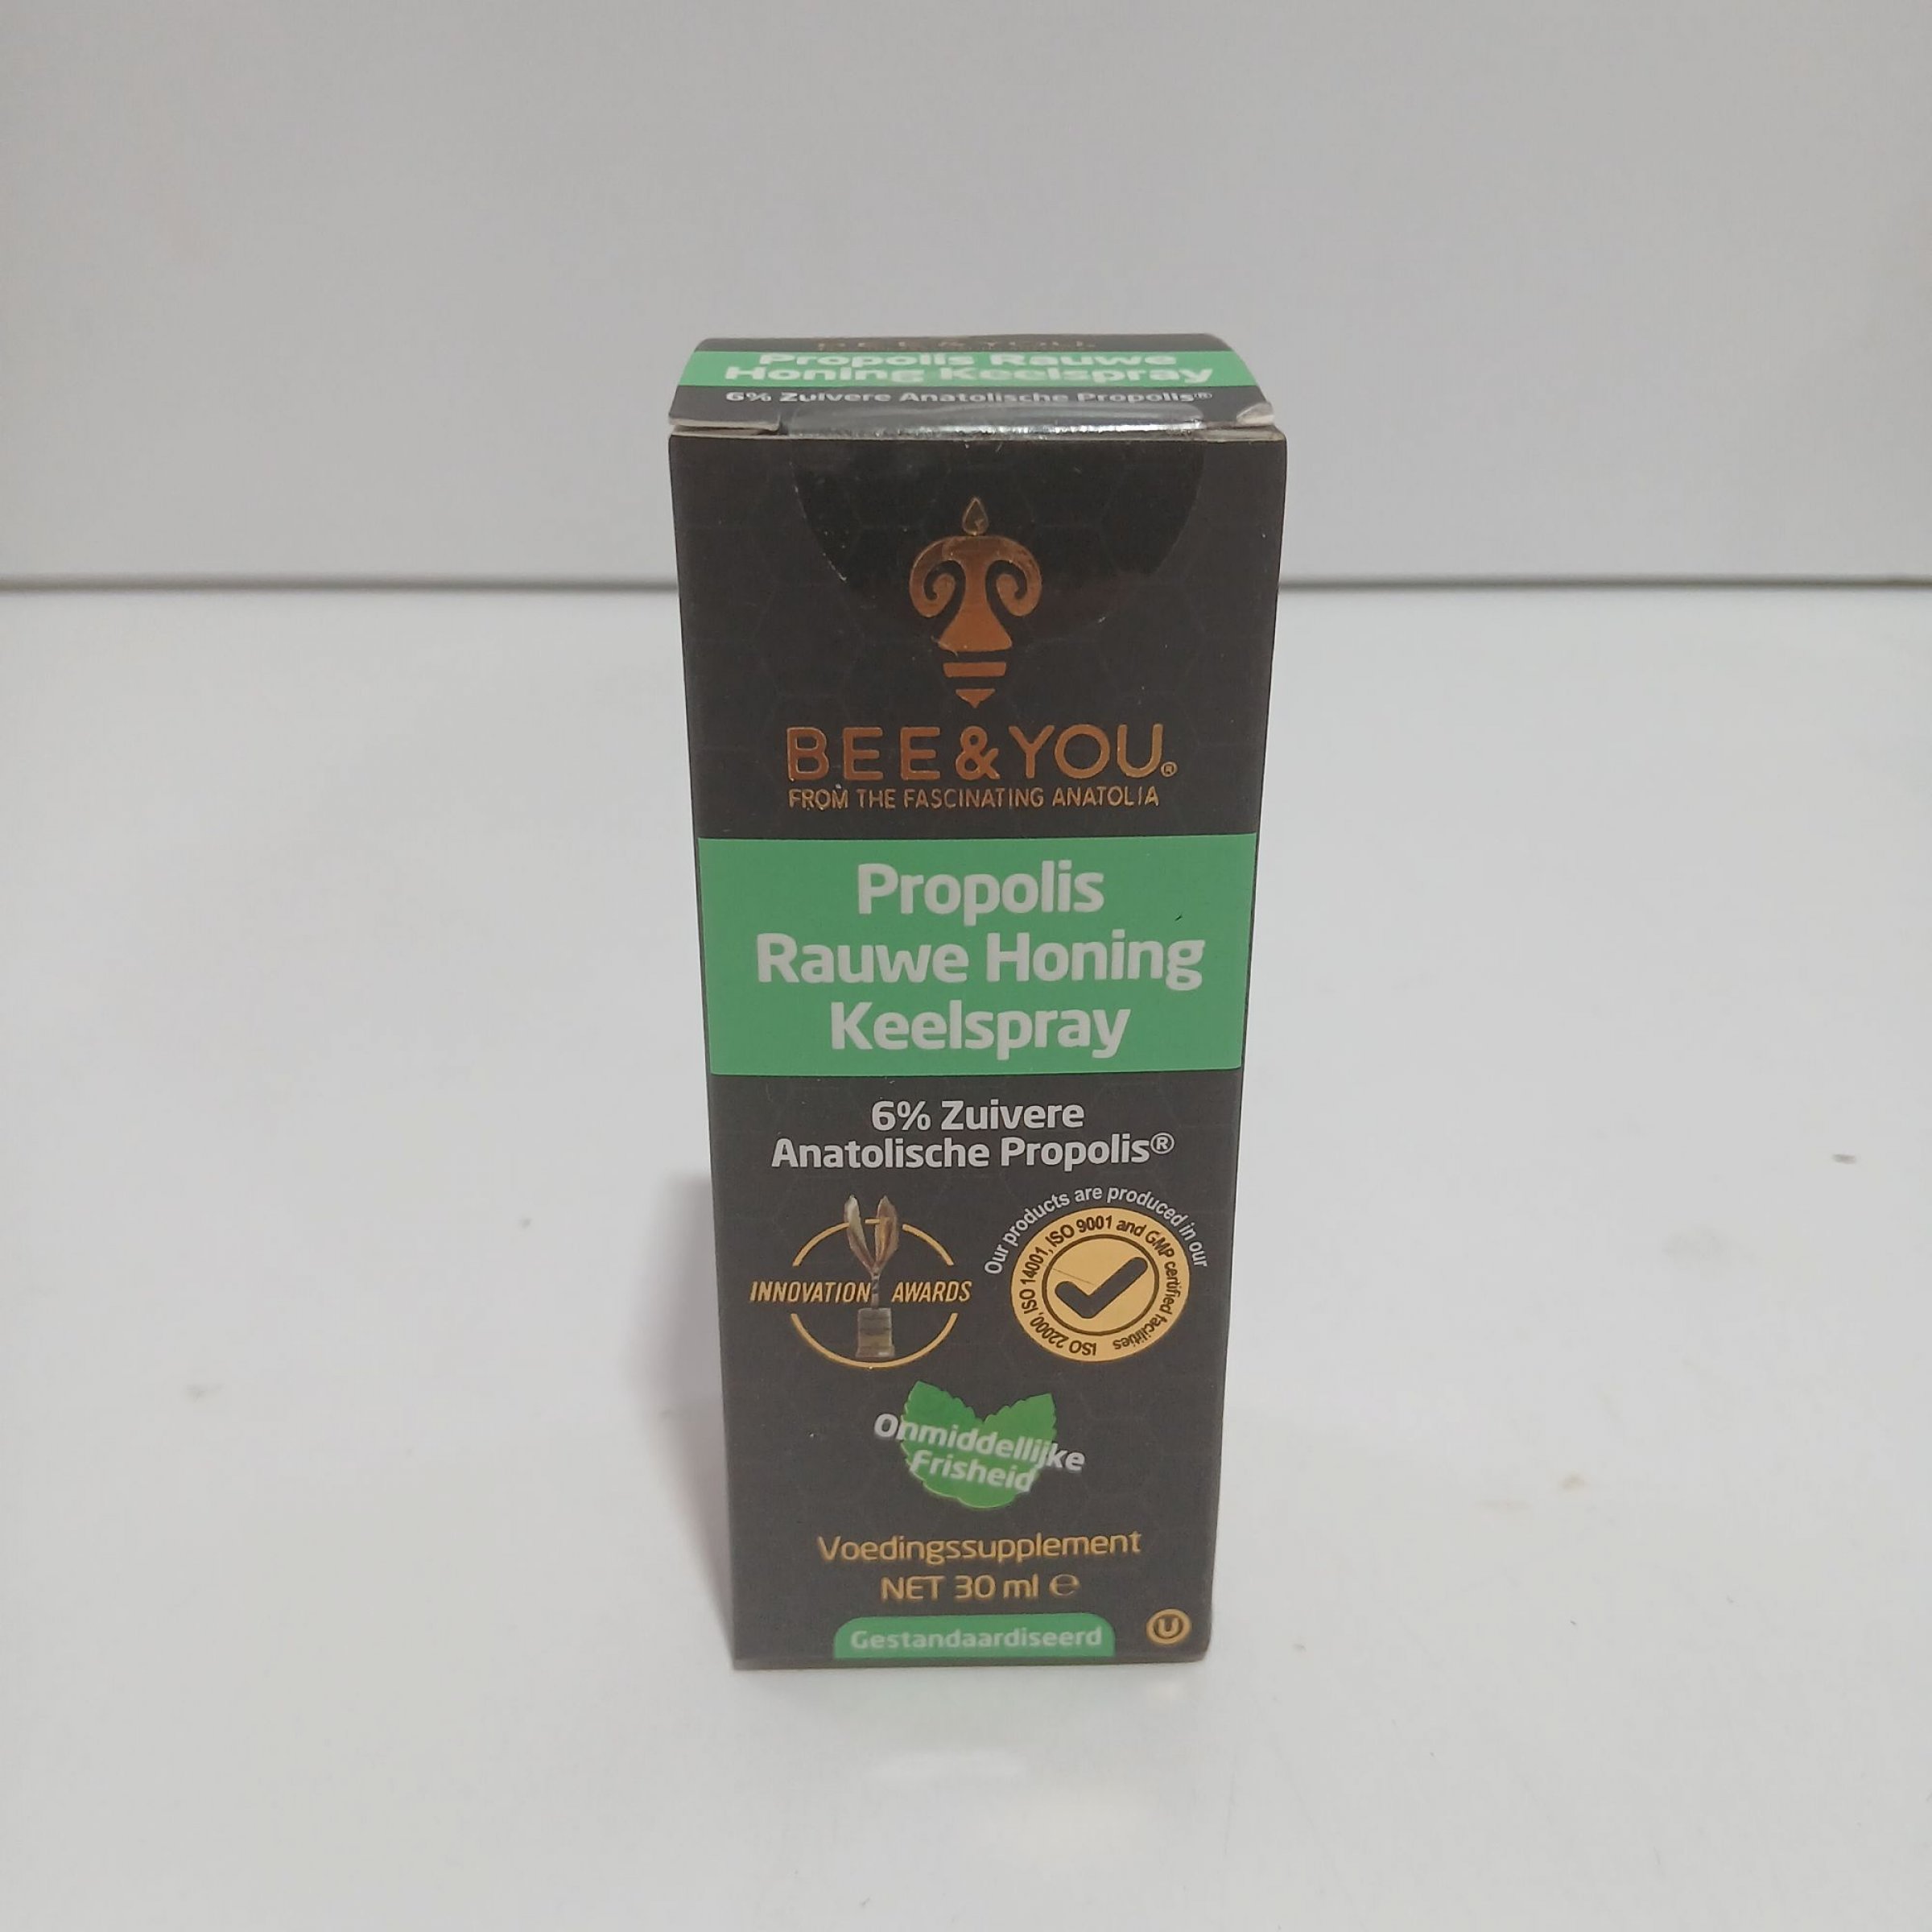 BEE & YOU®
Propolis Rauwe
Honing Keelspray
6% Zuivere Anatolische Propolis®
BEE&YOU®
FROM THE FASCINATING ANATOLIA
Propolis
Rauwe Honing
Keelspray
6% Zuivere
Anatolische Propolis®
INNOVATION AWARDS
Our products are produced in our
ISO 22000, ISO 14001, ISO 9001 and GMP certified facilities
Onmiddellijke
Frisheid
Voedingssupplement
NET 30 ml ℮
Gestandaardiseerd
U